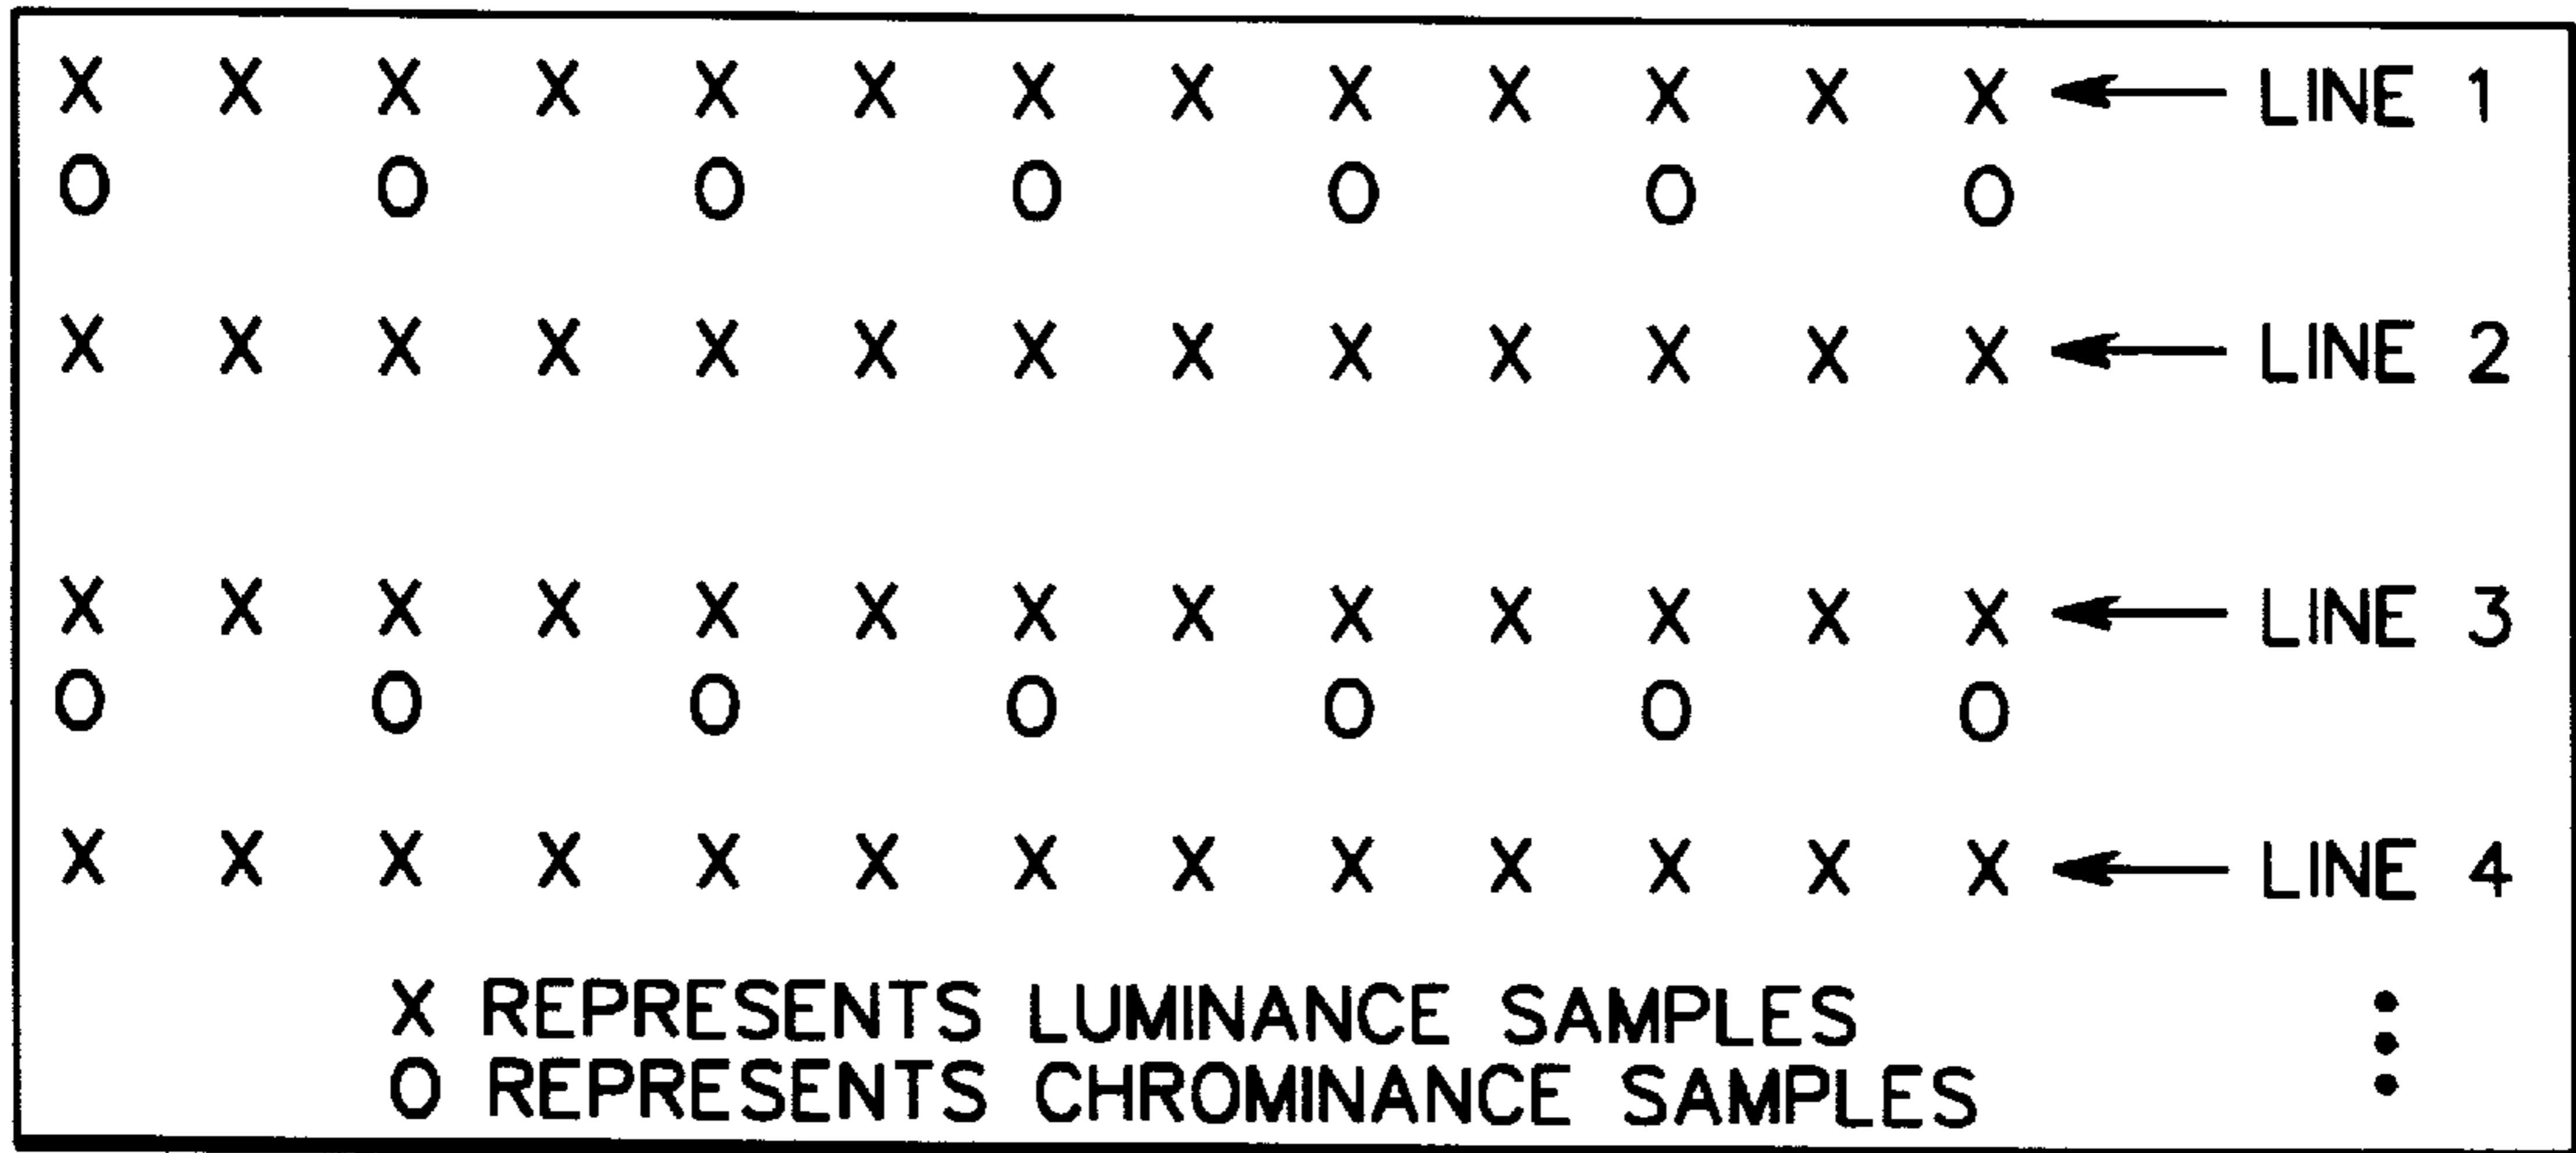 X X X X X X X X X X X X X LINE 1
O O O O O O O
X X X X X X X X X X X X X LINE 2
X X X X X X X X X X X X X LINE 3
O O O O O O O
X X X X X X X X X X X X X LINE 4
X REPRESENTS LUMINANCE SAMPLES
O REPRESENTS CHROMINANCE SAMPLES